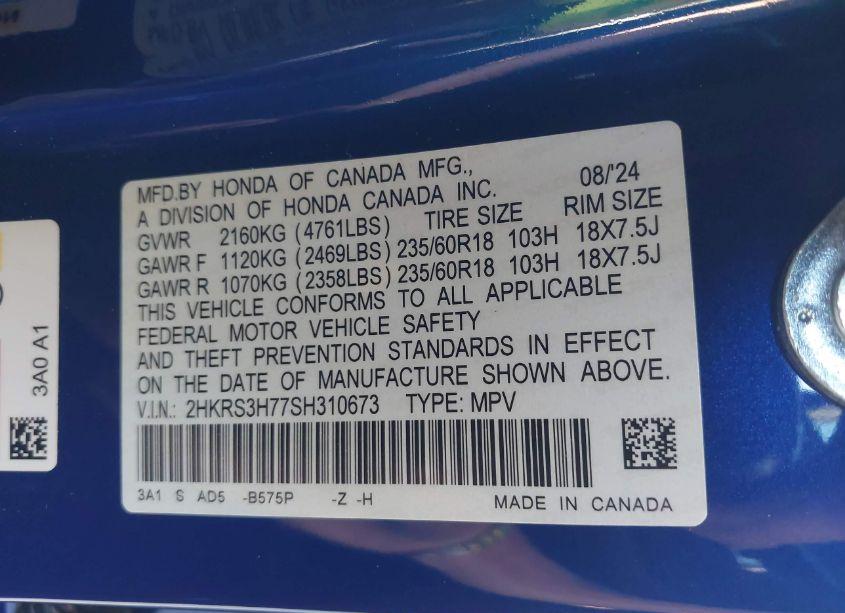 MFD.BY HONDA OF CANADA MFG., 08/'24
A DIVISION OF HONDA CANADA INC. TIRE SIZE RIM SIZE
GVWR 2160KG (4761LBS)
GAWR F 1120KG (2469LBS) 235/60R18 103H 18X7.5J
GAWR R 1070KG (2358LBS) 235/60R18 103H 18X7.5J
THIS VEHICLE CONFORMS TO ALL APPLICABLE
FEDERAL MOTOR VEHICLE SAFETY
AND THEFT PREVENTION STANDARDS IN EFFECT
ON THE DATE OF MANUFACTURE SHOWN ABOVE.
V.I.N.: 2HKRS3H77SH310673 TYPE: MPV
3A1 S AD5 -B575P -Z -H MADE IN CANADA
3A0 A1